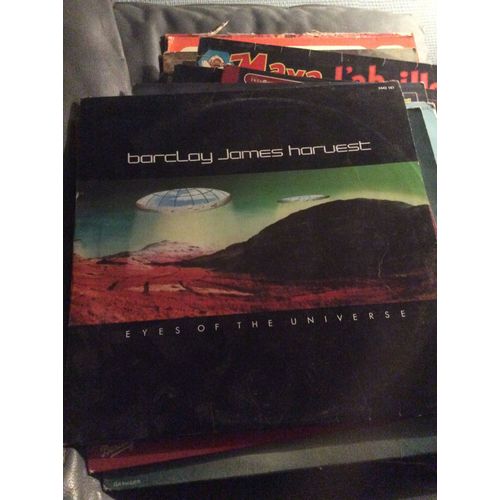 Maya l'abeille
barclay james harvest
EYES OF THE UNIVERSE